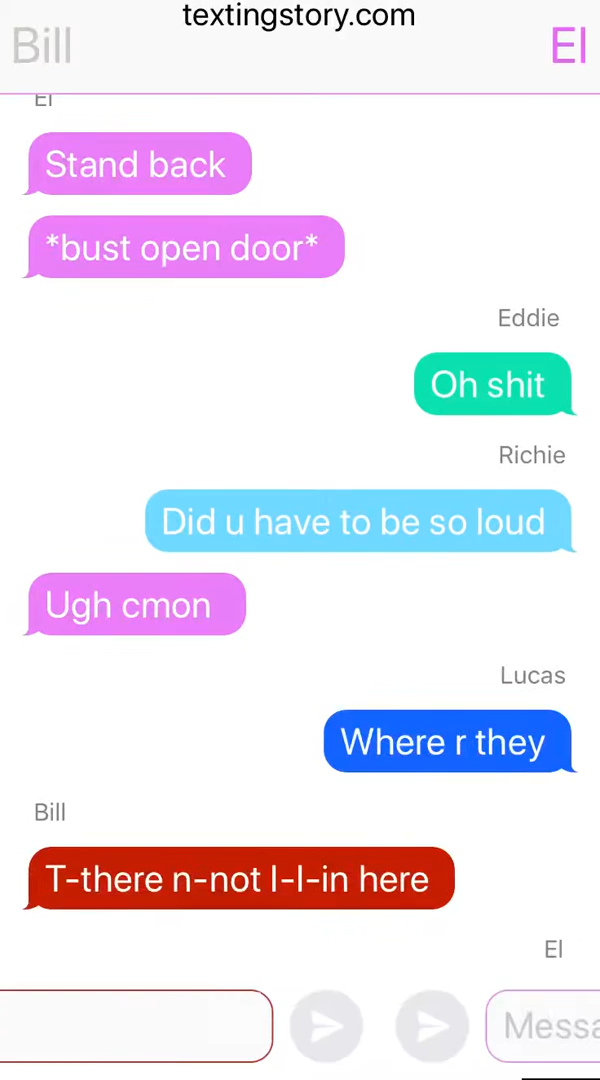 textingstory.com
Bill
El
El
Stand back
*bust open door*
Eddie
Oh shit
Richie
Did u have to be so loud
Ugh cmon
Lucas
Where r they
Bill
T-there n-not I-I-in here
El
Messa